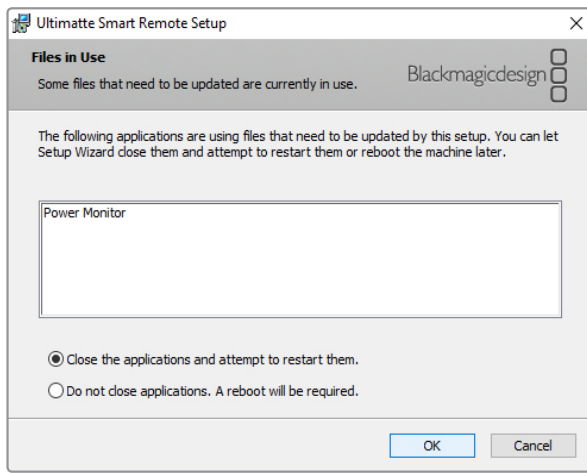 Ultimatte Smart Remote Setup
Files in Use
Some files that need to be updated are currently in use.
Blackmagicdesign
The following applications are using files that need to be updated by this setup. You can let
Setup Wizard close them and attempt to restart them or reboot the machine later.
Power Monitor
Close the applications and attempt to restart them.
Do not close applications. A reboot will be required.
OK
Cancel